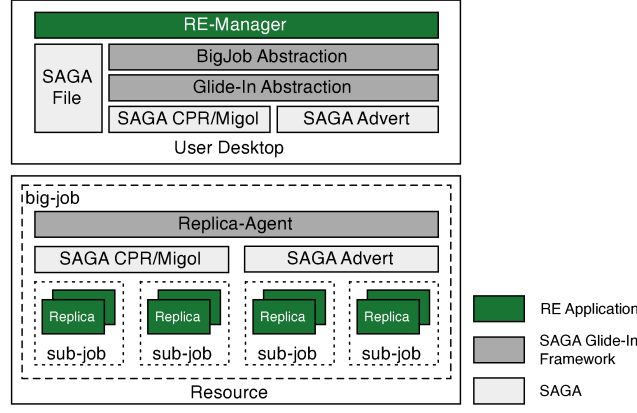 RE-Manager
SAGA
File
BigJob Abstraction
Glide-In Abstraction
SAGA CPR/Migol
SAGA Advert
User Desktop
big-job
Replica-Agent
SAGA CPR/Migol
SAGA Advert
Replica
Replica
Replica
Replica
sub-job
sub-job
sub-job
sub-job
Resource
RE Application
SAGA Glide-In
Framework
SAGA